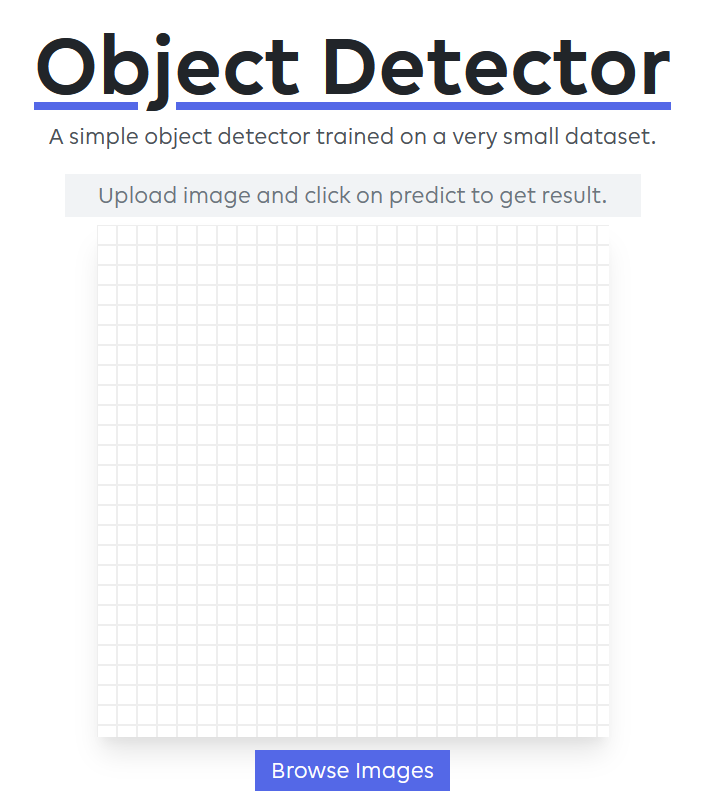 Object Detector
A simple object detector trained on a very small dataset.
Upload image and click on predict to get result.
Browse Images